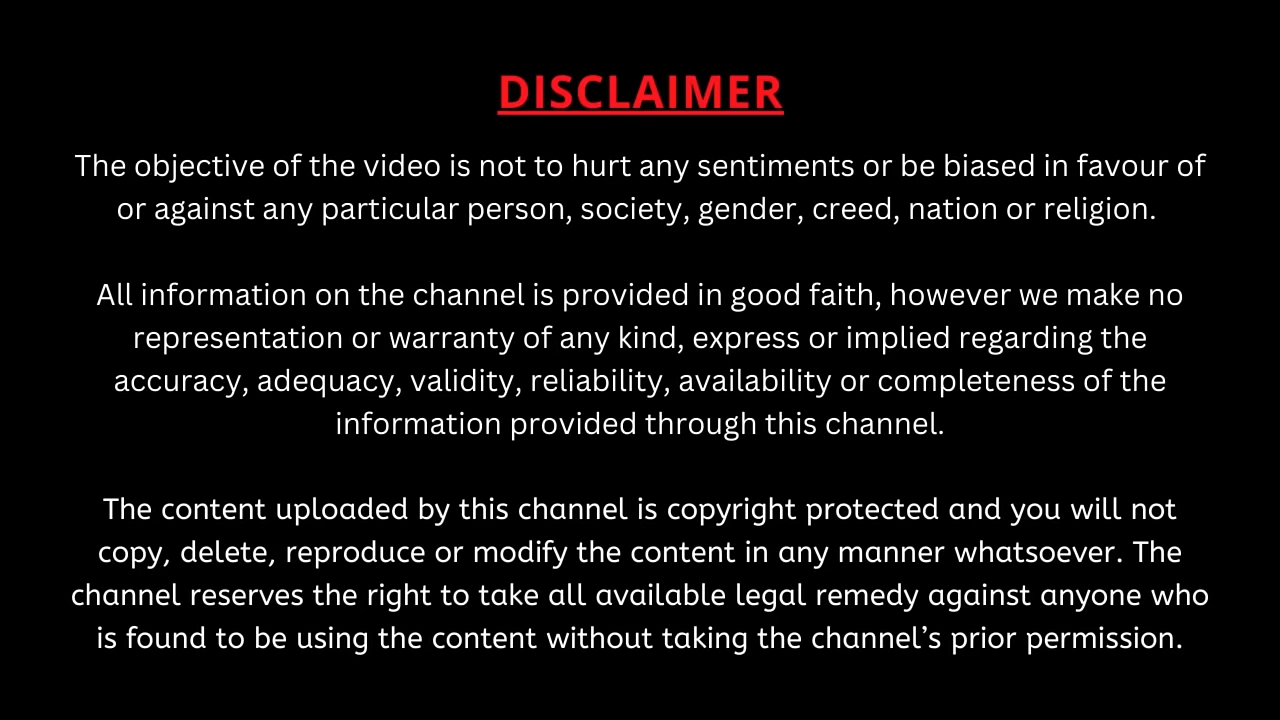 DISCLAIMER
The objective of the video is not to hurt any sentiments or be biased in favour of
or against any particular person, society, gender, creed, nation or religion.
All information on the channel is provided in good faith, however we make no
representation or warranty of any kind, express or implied regarding the
accuracy, adequacy, validity, reliability, availability or completeness of the
information provided through this channel.
The content uploaded by this channel is copyright protected and you will not
copy, delete, reproduce or modify the content in any manner whatsoever. The
channel reserves the right to take all available legal remedy against anyone who
is found to be using the content without taking the channel’s prior permission.